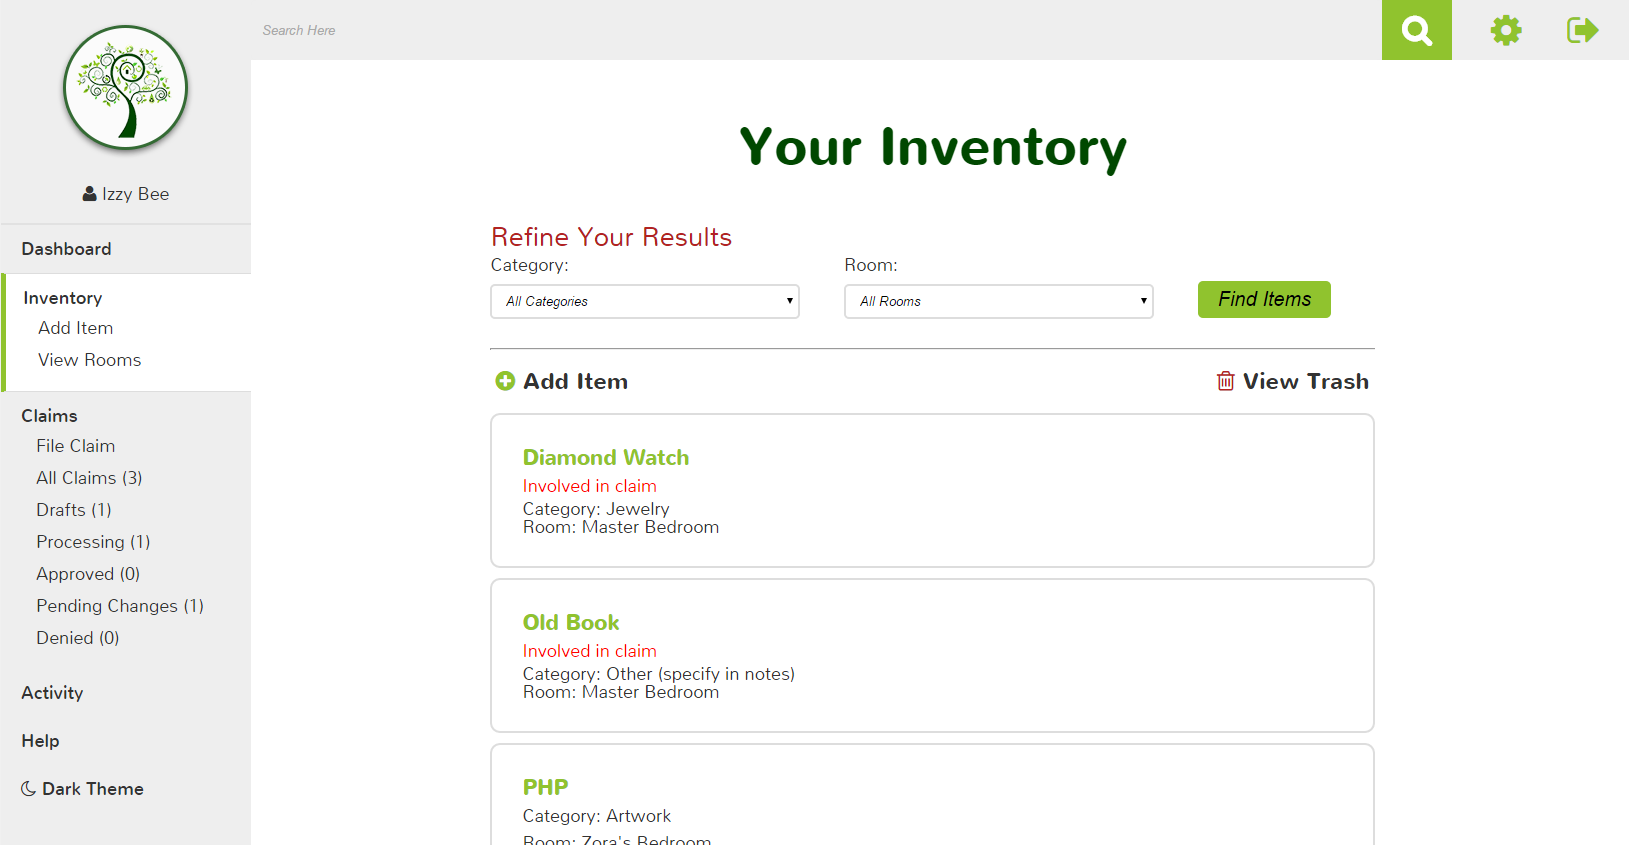 Search Here
Izzy Bee
Dashboard
Inventory
Add Item
View Rooms
Claims
File Claim
All Claims (3)
Drafts (1)
Processing (1)
Approved (0)
Pending Changes (1)
Denied (0)
Activity
Help
Dark Theme
Your Inventory
Refine Your Results
Category: Room:
All Categories All Rooms Find Items
Add Item View Trash
Diamond Watch
Involved in claim
Category: Jewelry
Room: Master Bedroom
Old Book
Involved in claim
Category: Other (specify in notes)
Room: Master Bedroom
PHP
Category: Artwork
Room: Zora's Bedroom